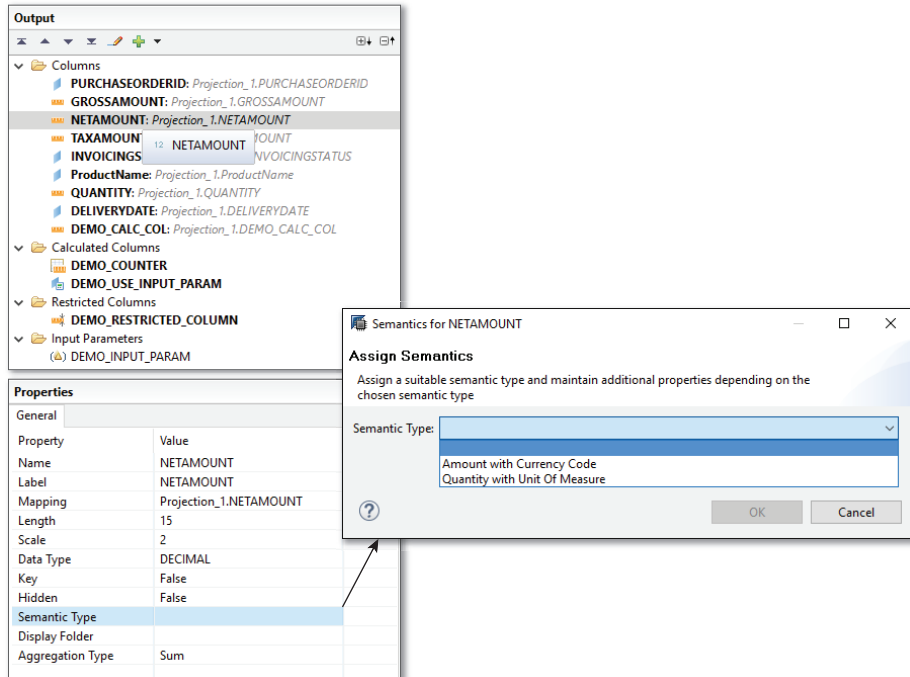 Output
Columns
PURCHASEORDERID: Projection_1.PURCHASEORDERID
GROSSAMOUNT: Projection_1.GROSSAMOUNT
NETAMOUNT: Projection_1.NETAMOUNT
TAXAMOUN MOUNT
12 NETAMOUNT
INVOICINGS NVOICINGSTATUS
ProductName: Projection_1.ProductName
QUANTITY: Projection_1.QUANTITY
DELIVERYDATE: Projection_1.DELIVERYDATE
DEMO_CALC_COL: Projection_1.DEMO_CALC_COL
Calculated Columns
DEMO_COUNTER
DEMO_USE_INPUT_PARAM
Restricted Columns
DEMO_RESTRICTED_COLUMN
Input Parameters
DEMO_INPUT_PARAM
Properties
General
Property Value
Name NETAMOUNT
Label NETAMOUNT
Mapping Projection_1.NETAMOUNT
Length 15
Scale 2
Data Type DECIMAL
Key False
Hidden False
Semantic Type
Display Folder
Aggregation Type Sum
Semantics for NETAMOUNT
Assign Semantics
Assign a suitable semantic type and maintain additional properties depending on the
chosen semantic type
Semantic Type:
Amount with Currency Code
Quantity with Unit Of Measure
? OK Cancel